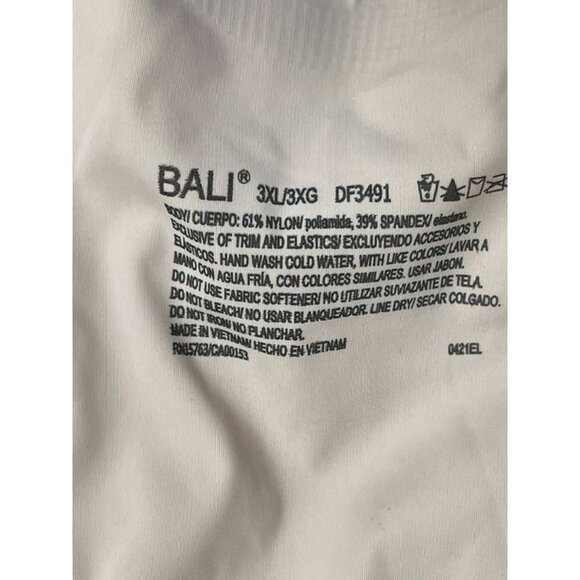 BALI® 3XL/3XG DF3491
BODY/ CUERPO: 61% NYLON/ poliamida, 39% SPANDEX/ elastano.
EXCLUSIVE OF TRIM AND ELASTICS/ EXCLUYENDO ACCESORIOS Y
ELÁSTICOS. HAND WASH COLD WATER, WITH LIKE COLORS/ LAVAR A
MANO CON AGUA FRÍA, CON COLORES SIMILARES. USAR JABON.
DO NOT USE FABRIC SOFTENER/ NO UTILIZAR SUVIAZANTE DE TELA.
DO NOT BLEACH/ NO USAR BLANQUEADOR. LINE DRY/ SECAR COLGADO.
DO NOT IRON/ NO PLANCHAR.
MADE IN VIETNAM/ HECHO EN VIETNAM
RN15763/CA00153 0421EL